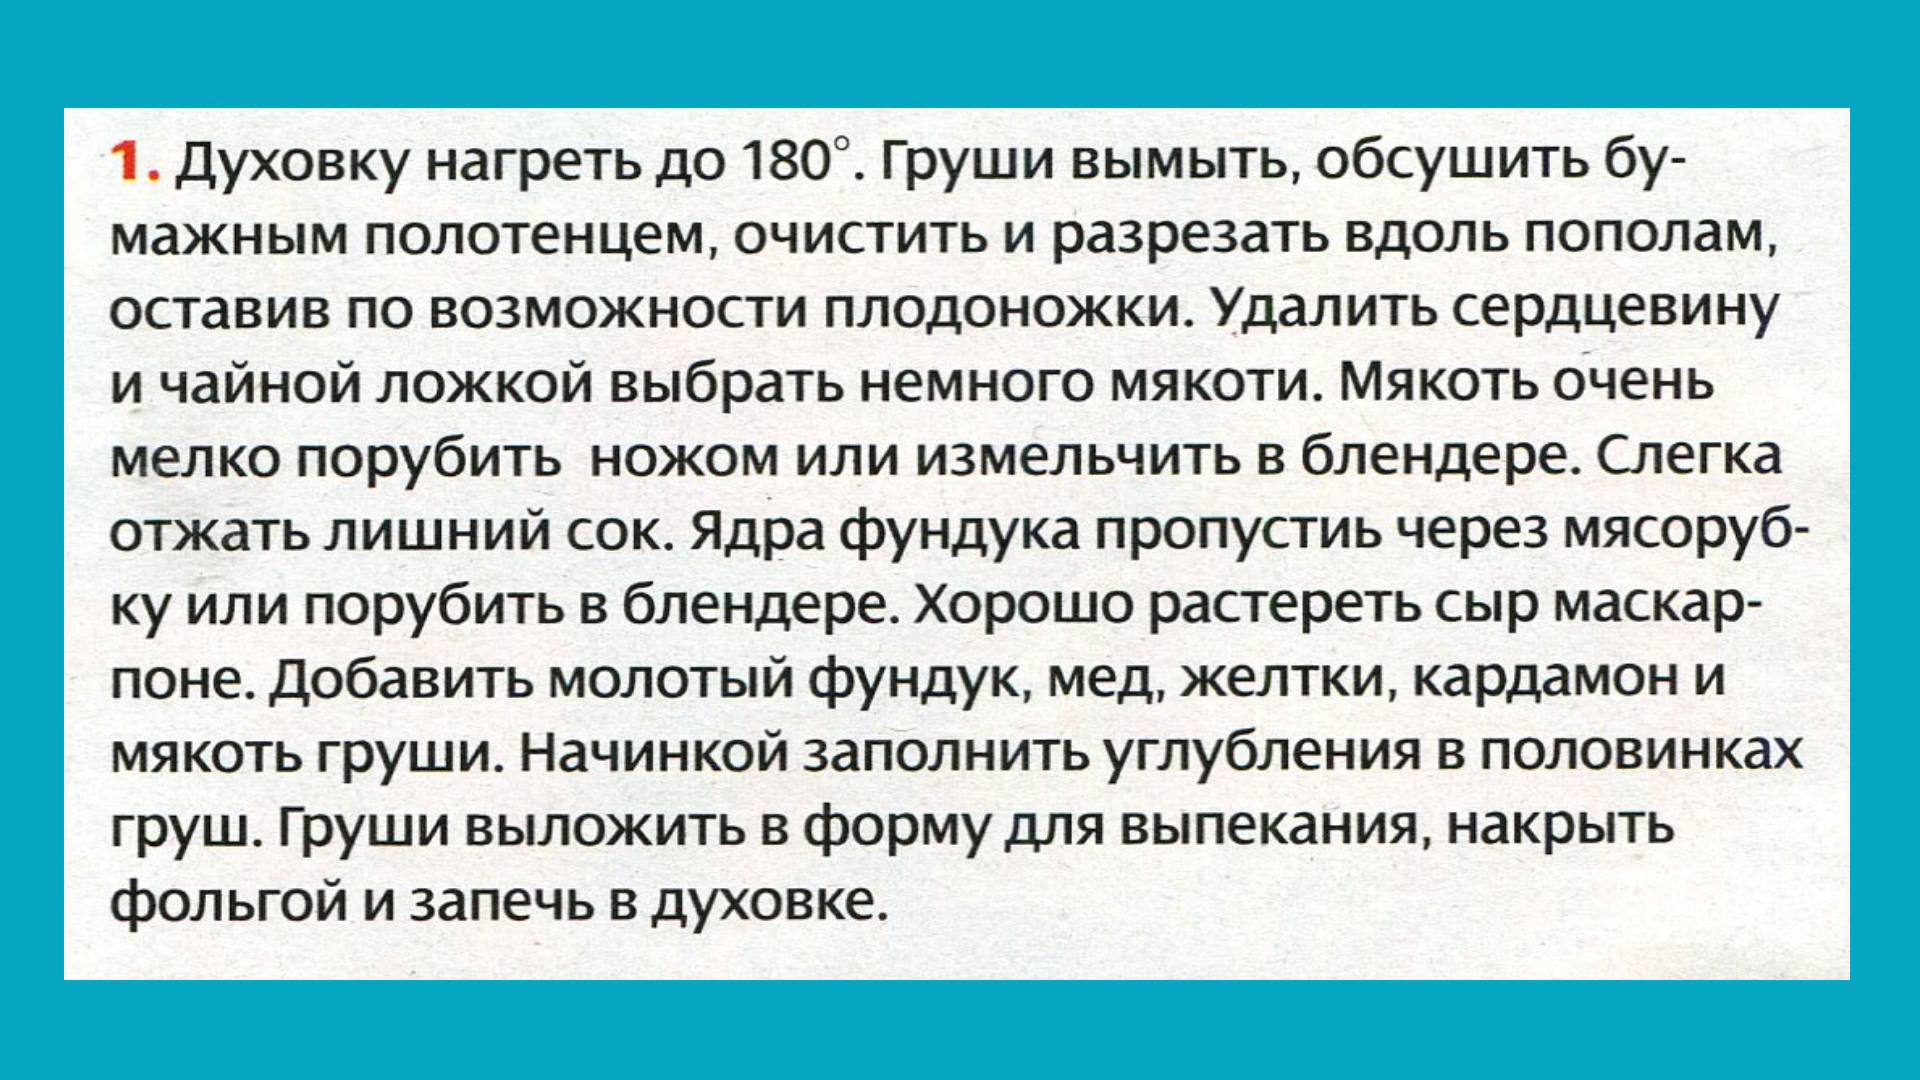 1. Духовку нагреть до 180°. Груши вымыть, обсушить бу-
мажным полотенцем, очистить и разрезать вдоль пополам,
оставив по возможности плодоножки. Удалить сердцевину
и чайной ложкой выбрать немного мякоти. Мякоть очень
мелко порубить ножом или измельчить в блендере. Слегка
отжать лишний сок. Ядра фундука пропустиь через мясоруб-
ку или порубить в блендере. Хорошо растереть сыр маскар-
поне. Добавить молотый фундук, мед, желтки, кардамон и
мякоть груши. Начинкой заполнить углубления в половинках
груш. Груши выложить в форму для выпекания, накрыть
фольгой и запечь в духовке.